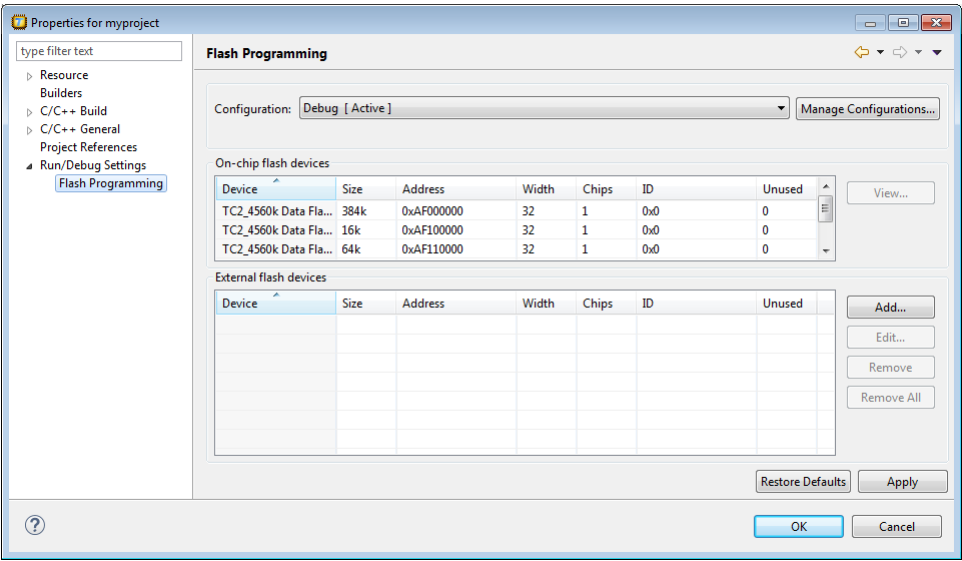 Properties for myproject
type filter text
Resource
Builders
C/C++ Build
C/C++ General
Project References
Run/Debug Settings
Flash Programming
Flash Programming
Configuration: Debug [ Active ] Manage Configurations...
On-chip flash devices
Device Size Address Width Chips ID Unused
TC2_4560k Data Fla... 384k 0xAF000000 32 1 0x0 0
TC2_4560k Data Fla... 16k 0xAF100000 32 1 0x0 0
TC2_4560k Data Fla... 64k 0xAF110000 32 1 0x0 0
View...
External flash devices
Device Size Address Width Chips ID Unused
Add...
Edit...
Remove
Remove All
Restore Defaults Apply
? OK Cancel